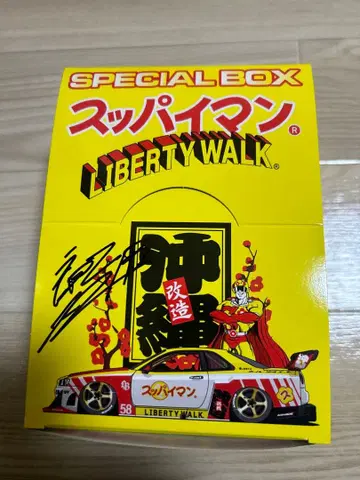 SPECIAL BOX
スッパイマン®
LIBERTY WALK®
沖縄
改造
スッパイマン
58
LIBERTY WALK